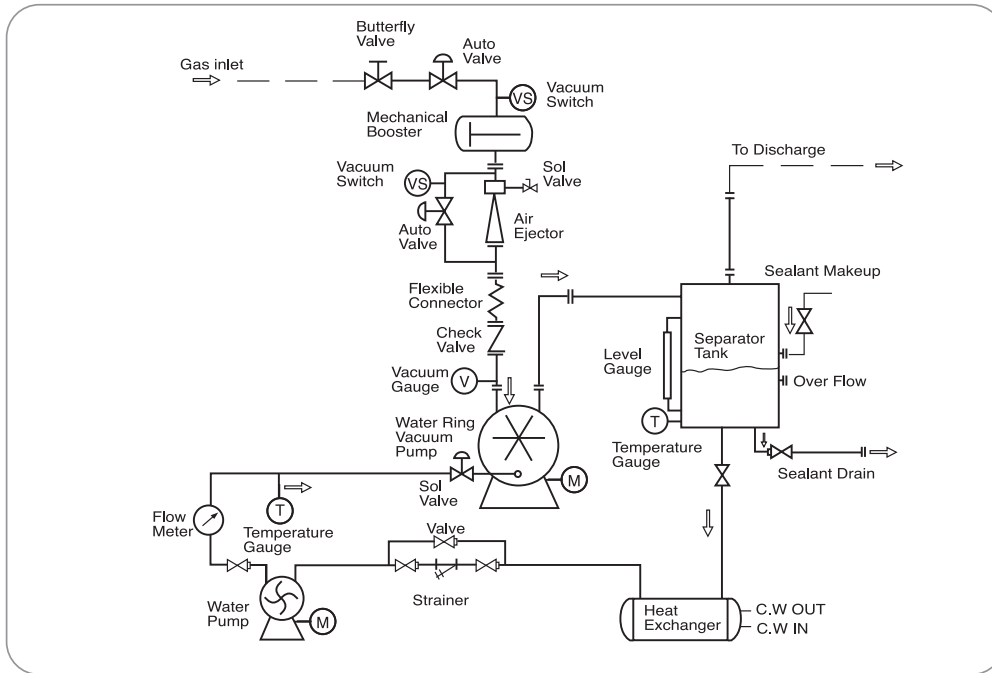 Butterfly
Valve
Auto
Valve
Gas inlet
VS
Vacuum
Switch
Mechanical
Booster
To Discharge
Vacuum
Switch
VS
Sol
Valve
Auto
Valve
Air
Ejector
Sealant Makeup
Flexible
Connector
Check
Valve
Separator
Tank
Level
Gauge
Vacuum
Gauge
V
Over Flow
Water Ring
Vacuum
Pump
T
Temperature
Gauge
Sealant Drain
Sol
Valve
M
Flow
Meter
T
Temperature
Gauge
Valve
Strainer
Water
Pump
M
Heat
Exchanger
C.W OUT
C.W IN